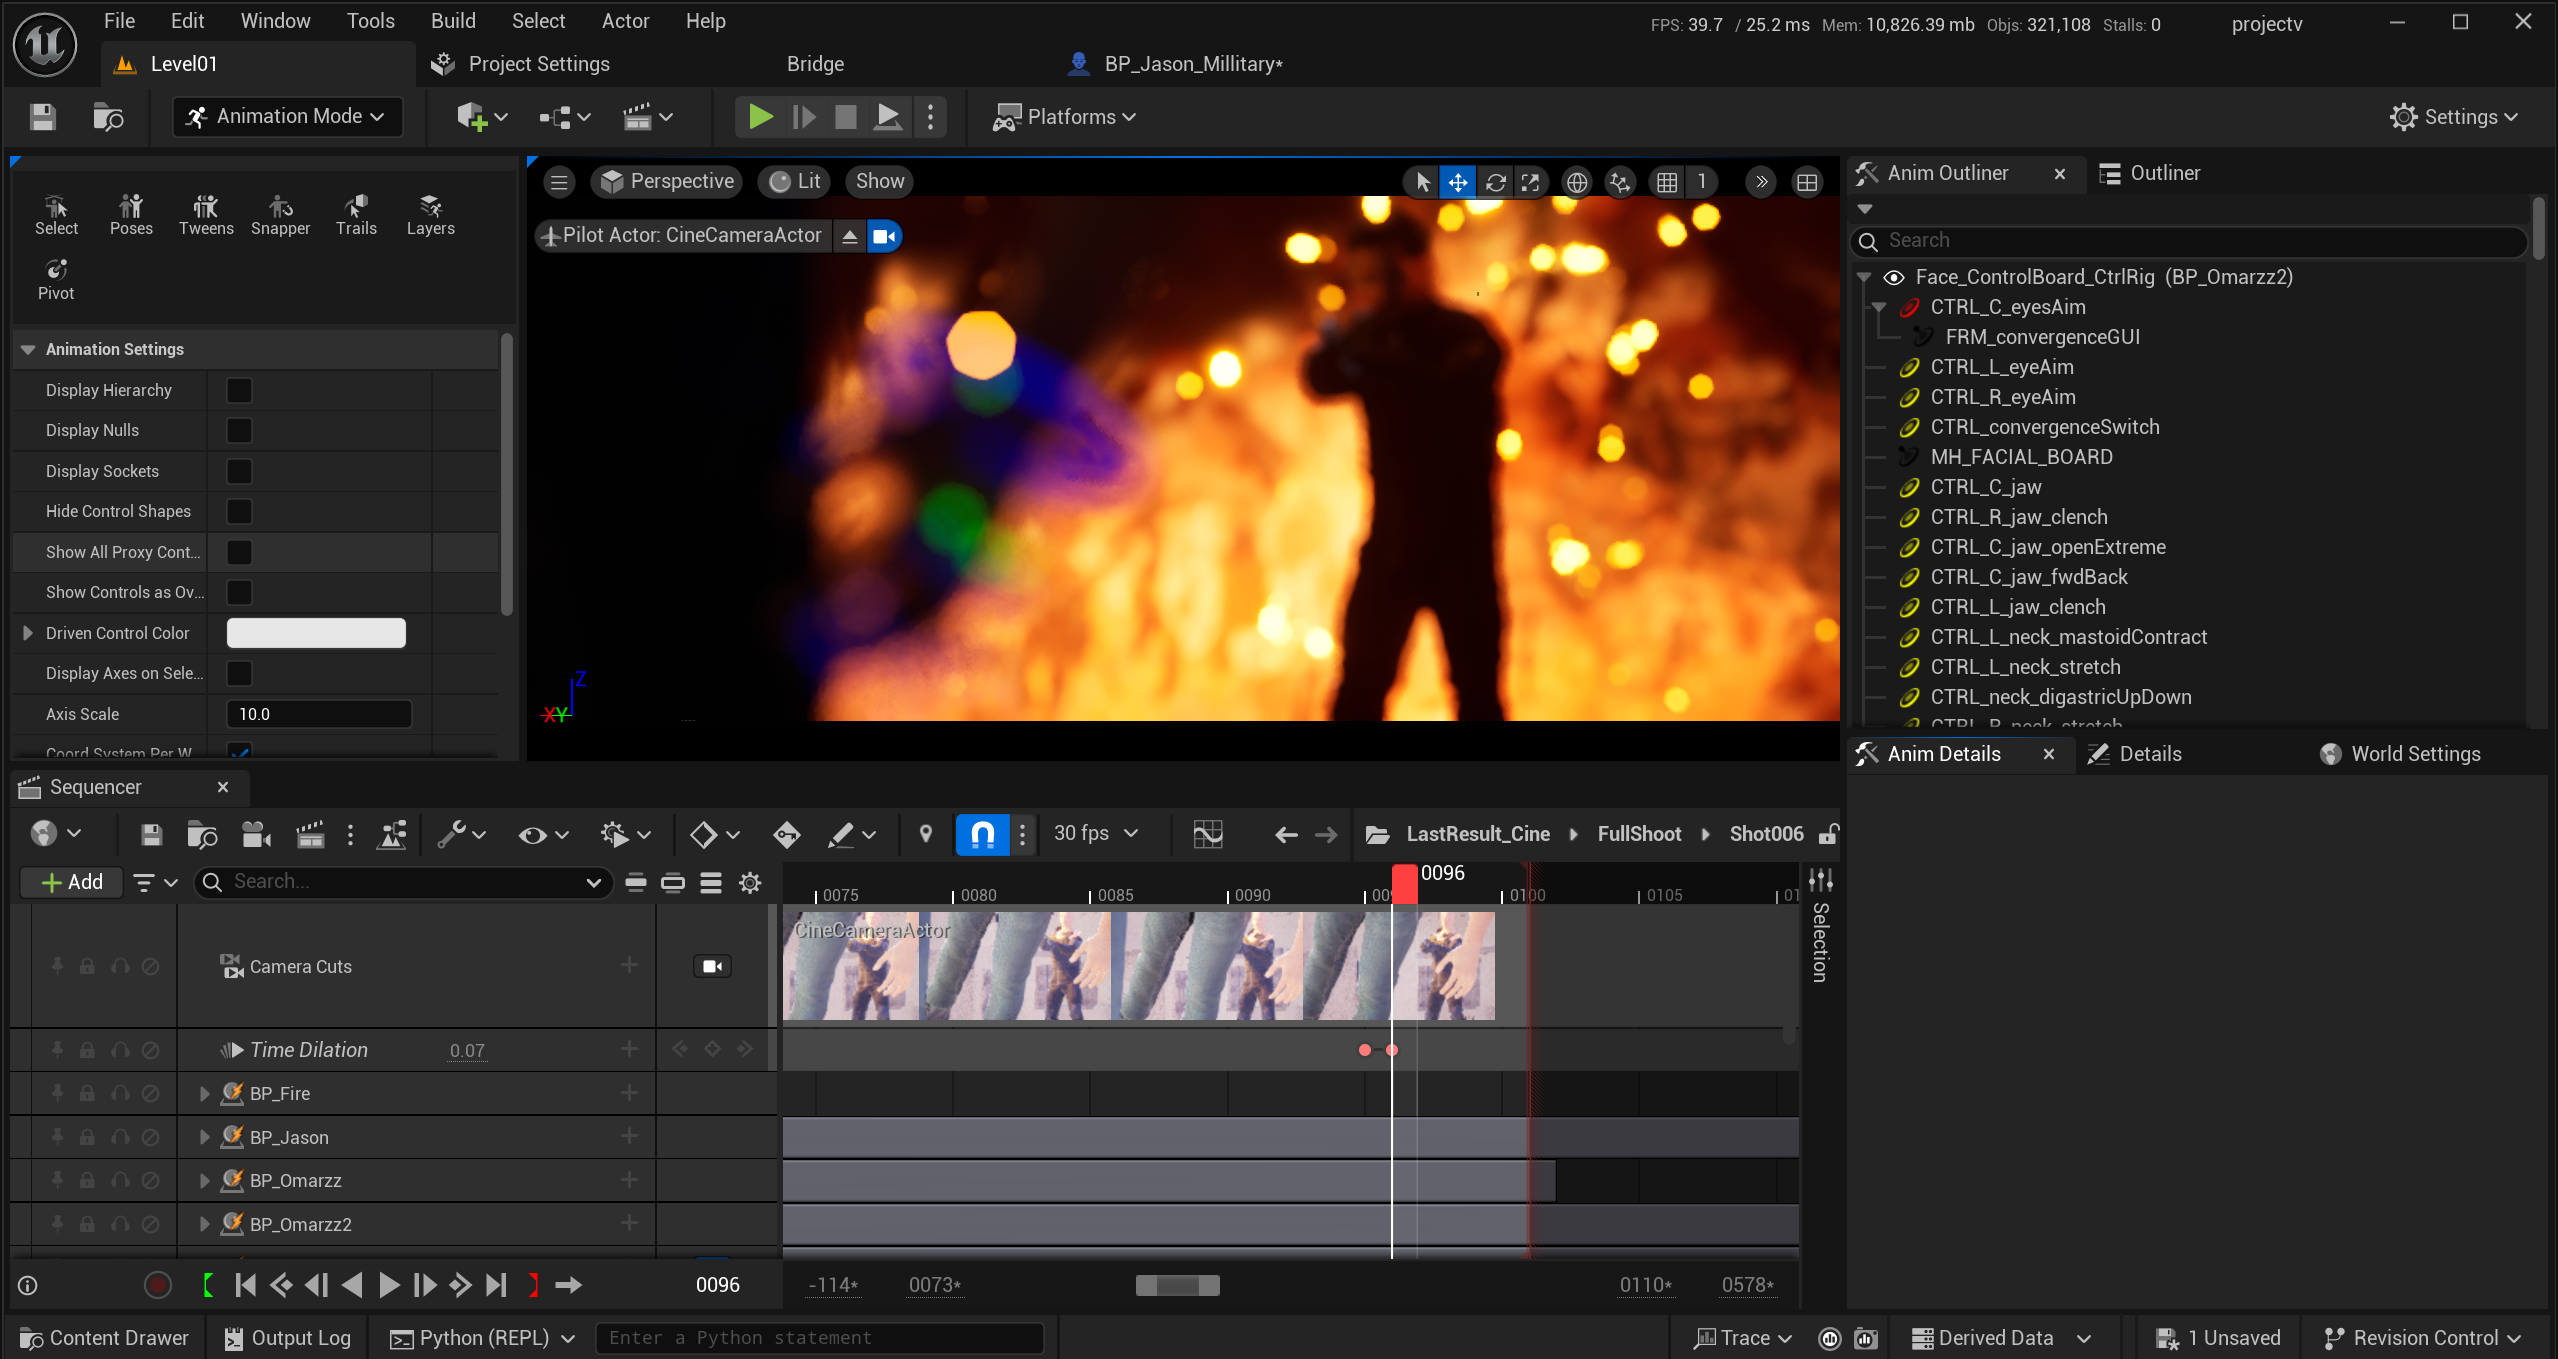 File Edit Window Tools Build Select Actor Help
FPS: 39.7 / 25.2 ms Mem: 10,826.39 mb Objs: 321,108 Stalls: 0 projectv
Level01 Project Settings Bridge BP_Jason_Millitary*
Animation Mode Platforms Settings
Select Poses Tweens Snapper Trails Layers
Pivot
Animation Settings
Display Hierarchy
Display Nulls
Display Sockets
Hide Control Shapes
Show All Proxy Cont...
Show Controls as Ov...
Driven Control Color
Display Axes on Sele...
Axis Scale 10.0
Coord System Per W
Perspective Lit Show 1
Pilot Actor: CineCameraActor
Z
X Y
Anim Outliner Outliner
Search
Face_ControlBoard_CtrlRig (BP_Omarzz2)
CTRL_C_eyesAim
FRM_convergenceGUI
CTRL_L_eyeAim
CTRL_R_eyeAim
CTRL_convergenceSwitch
MH_FACIAL_BOARD
CTRL_C_jaw
CTRL_R_jaw_clench
CTRL_C_jaw_openExtreme
CTRL_C_jaw_fwdBack
CTRL_L_jaw_clench
CTRL_L_neck_mastoidContract
CTRL_L_neck_stretch
CTRL_neck_digastricUpDown
CTRL_R_neck_stretch
Anim Details Details World Settings
Sequencer
30 fps LastResult_Cine FullShoot Shot006
Add Search...
0096
0075 0080 0085 0090 0100 0105
CineCameraActor
Camera Cuts
Time Dilation 0.07
BP_Fire
BP_Jason
BP_Omarzz
BP_Omarzz2
Selection
0096 -114* 0073* 0110* 0578*
Content Drawer Output Log Python (REPL) Enter a Python statement Trace Derived Data 1 Unsaved Revision Control